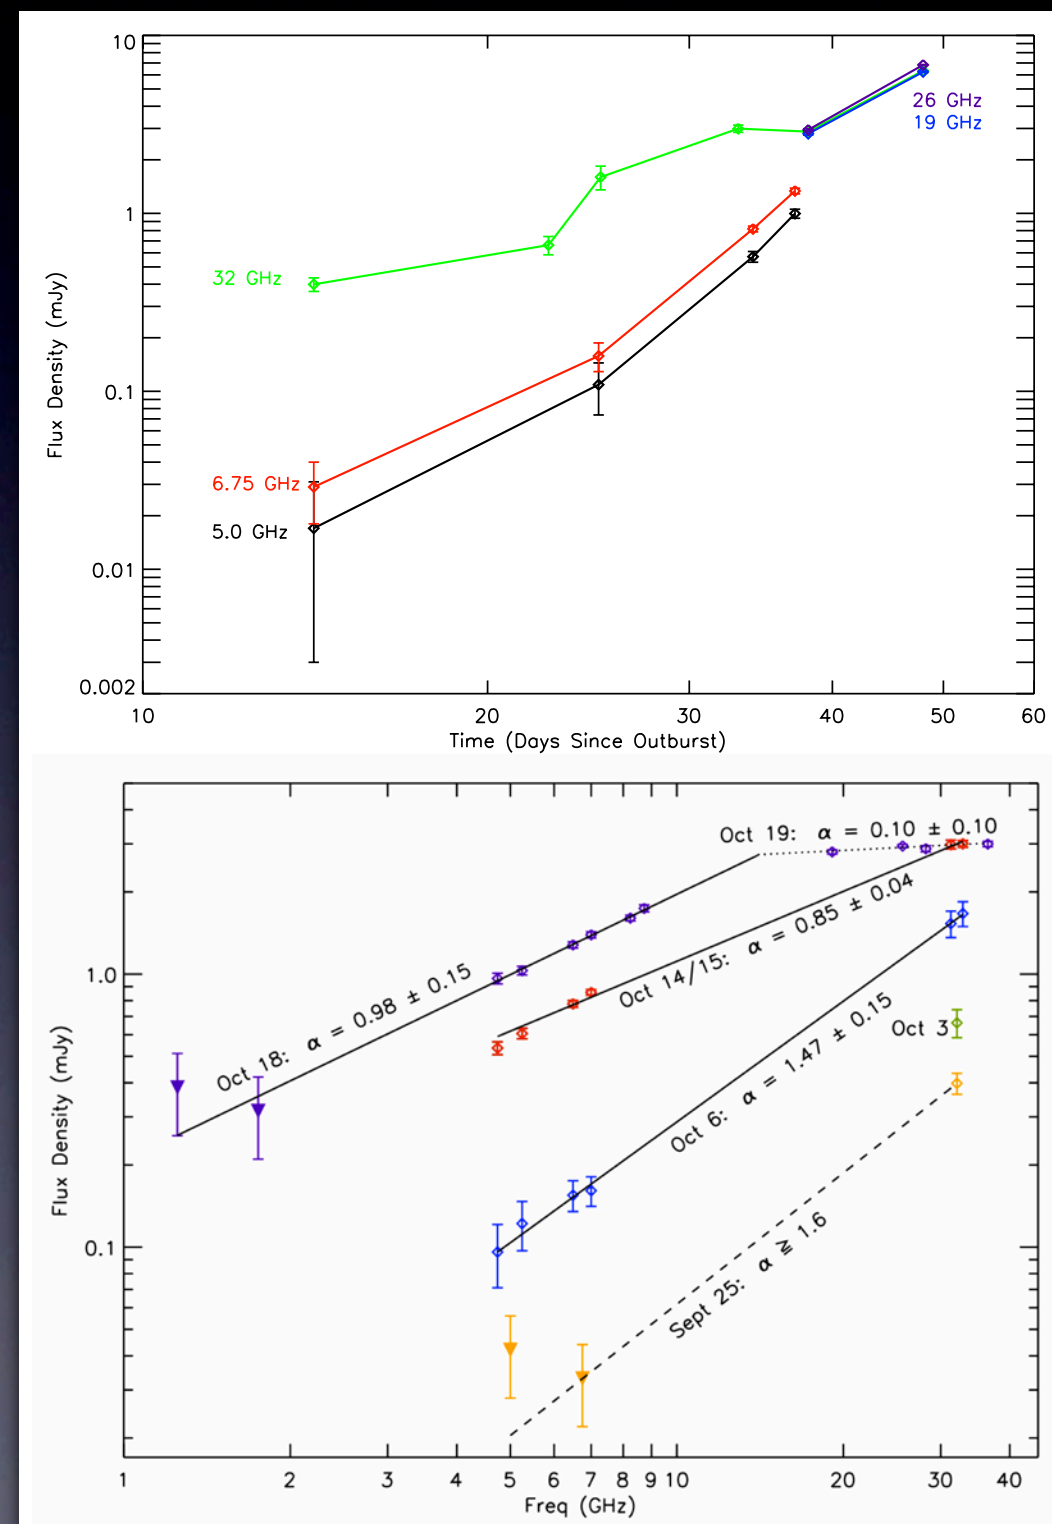 10
1
0.1
0.01
0.002
Flux Density (mJy)
26 GHz
19 GHz
32 GHz
6.75 GHz
5.0 GHz
10 20 30 40 50 60
Time (Days Since Outburst)
1.0
0.1
Flux Density (mJy)
Oct 19: α = 0.10 ± 0.10
Oct 18: α = 0.98 ± 0.15
Oct 14/15: α = 0.85 ± 0.04
Oct 6: α = 1.47 ± 0.15
Oct 3
Sept 25: α ≧ 1.6
1 2 3 4 5 6 7 8 9 10 20 30 40
Freq (GHz)